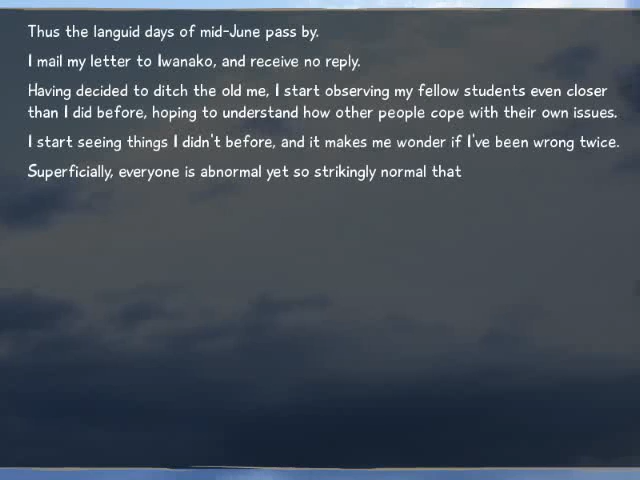 Thus the languid days of mid-June pass by.
I mail my letter to Iwanako, and receive no reply.
Having decided to ditch the old me, I start observing my fellow students even closer
than I did before, hoping to understand how other people cope with their own issues.
I start seeing things I didn't before, and it makes me wonder if I've been wrong twice.
Superficially, everyone is abnormal yet so strikingly normal that